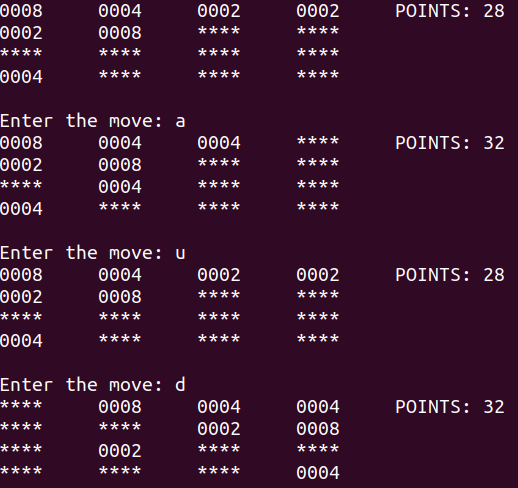 0008 0004 0002 0002 POINTS: 28
0002 0008 **** ****
**** **** **** ****
0004 **** **** ****
Enter the move: a
0008 0004 0004 **** POINTS: 32
0002 0008 **** ****
**** 0004 **** ****
0004 **** **** ****
Enter the move: u
0008 0004 0002 0002 POINTS: 28
0002 0008 **** ****
**** **** **** ****
0004 **** **** ****
Enter the move: d
**** 0008 0004 0004 POINTS: 32
**** **** 0002 0008
**** 0002 **** ****
**** **** **** 0004